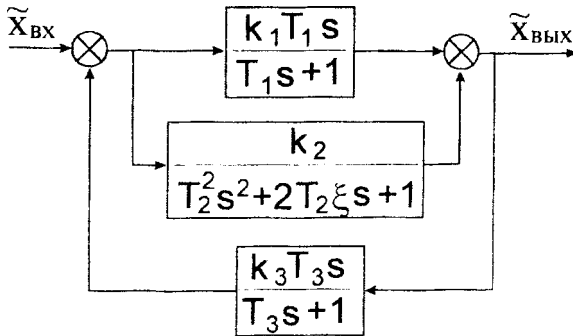 x̃вх
k₁T₁s
T₁s+1
x̃вых
k₂
T₂²s²+2T₂ξs+1
k₃T₃s
T₃s+1